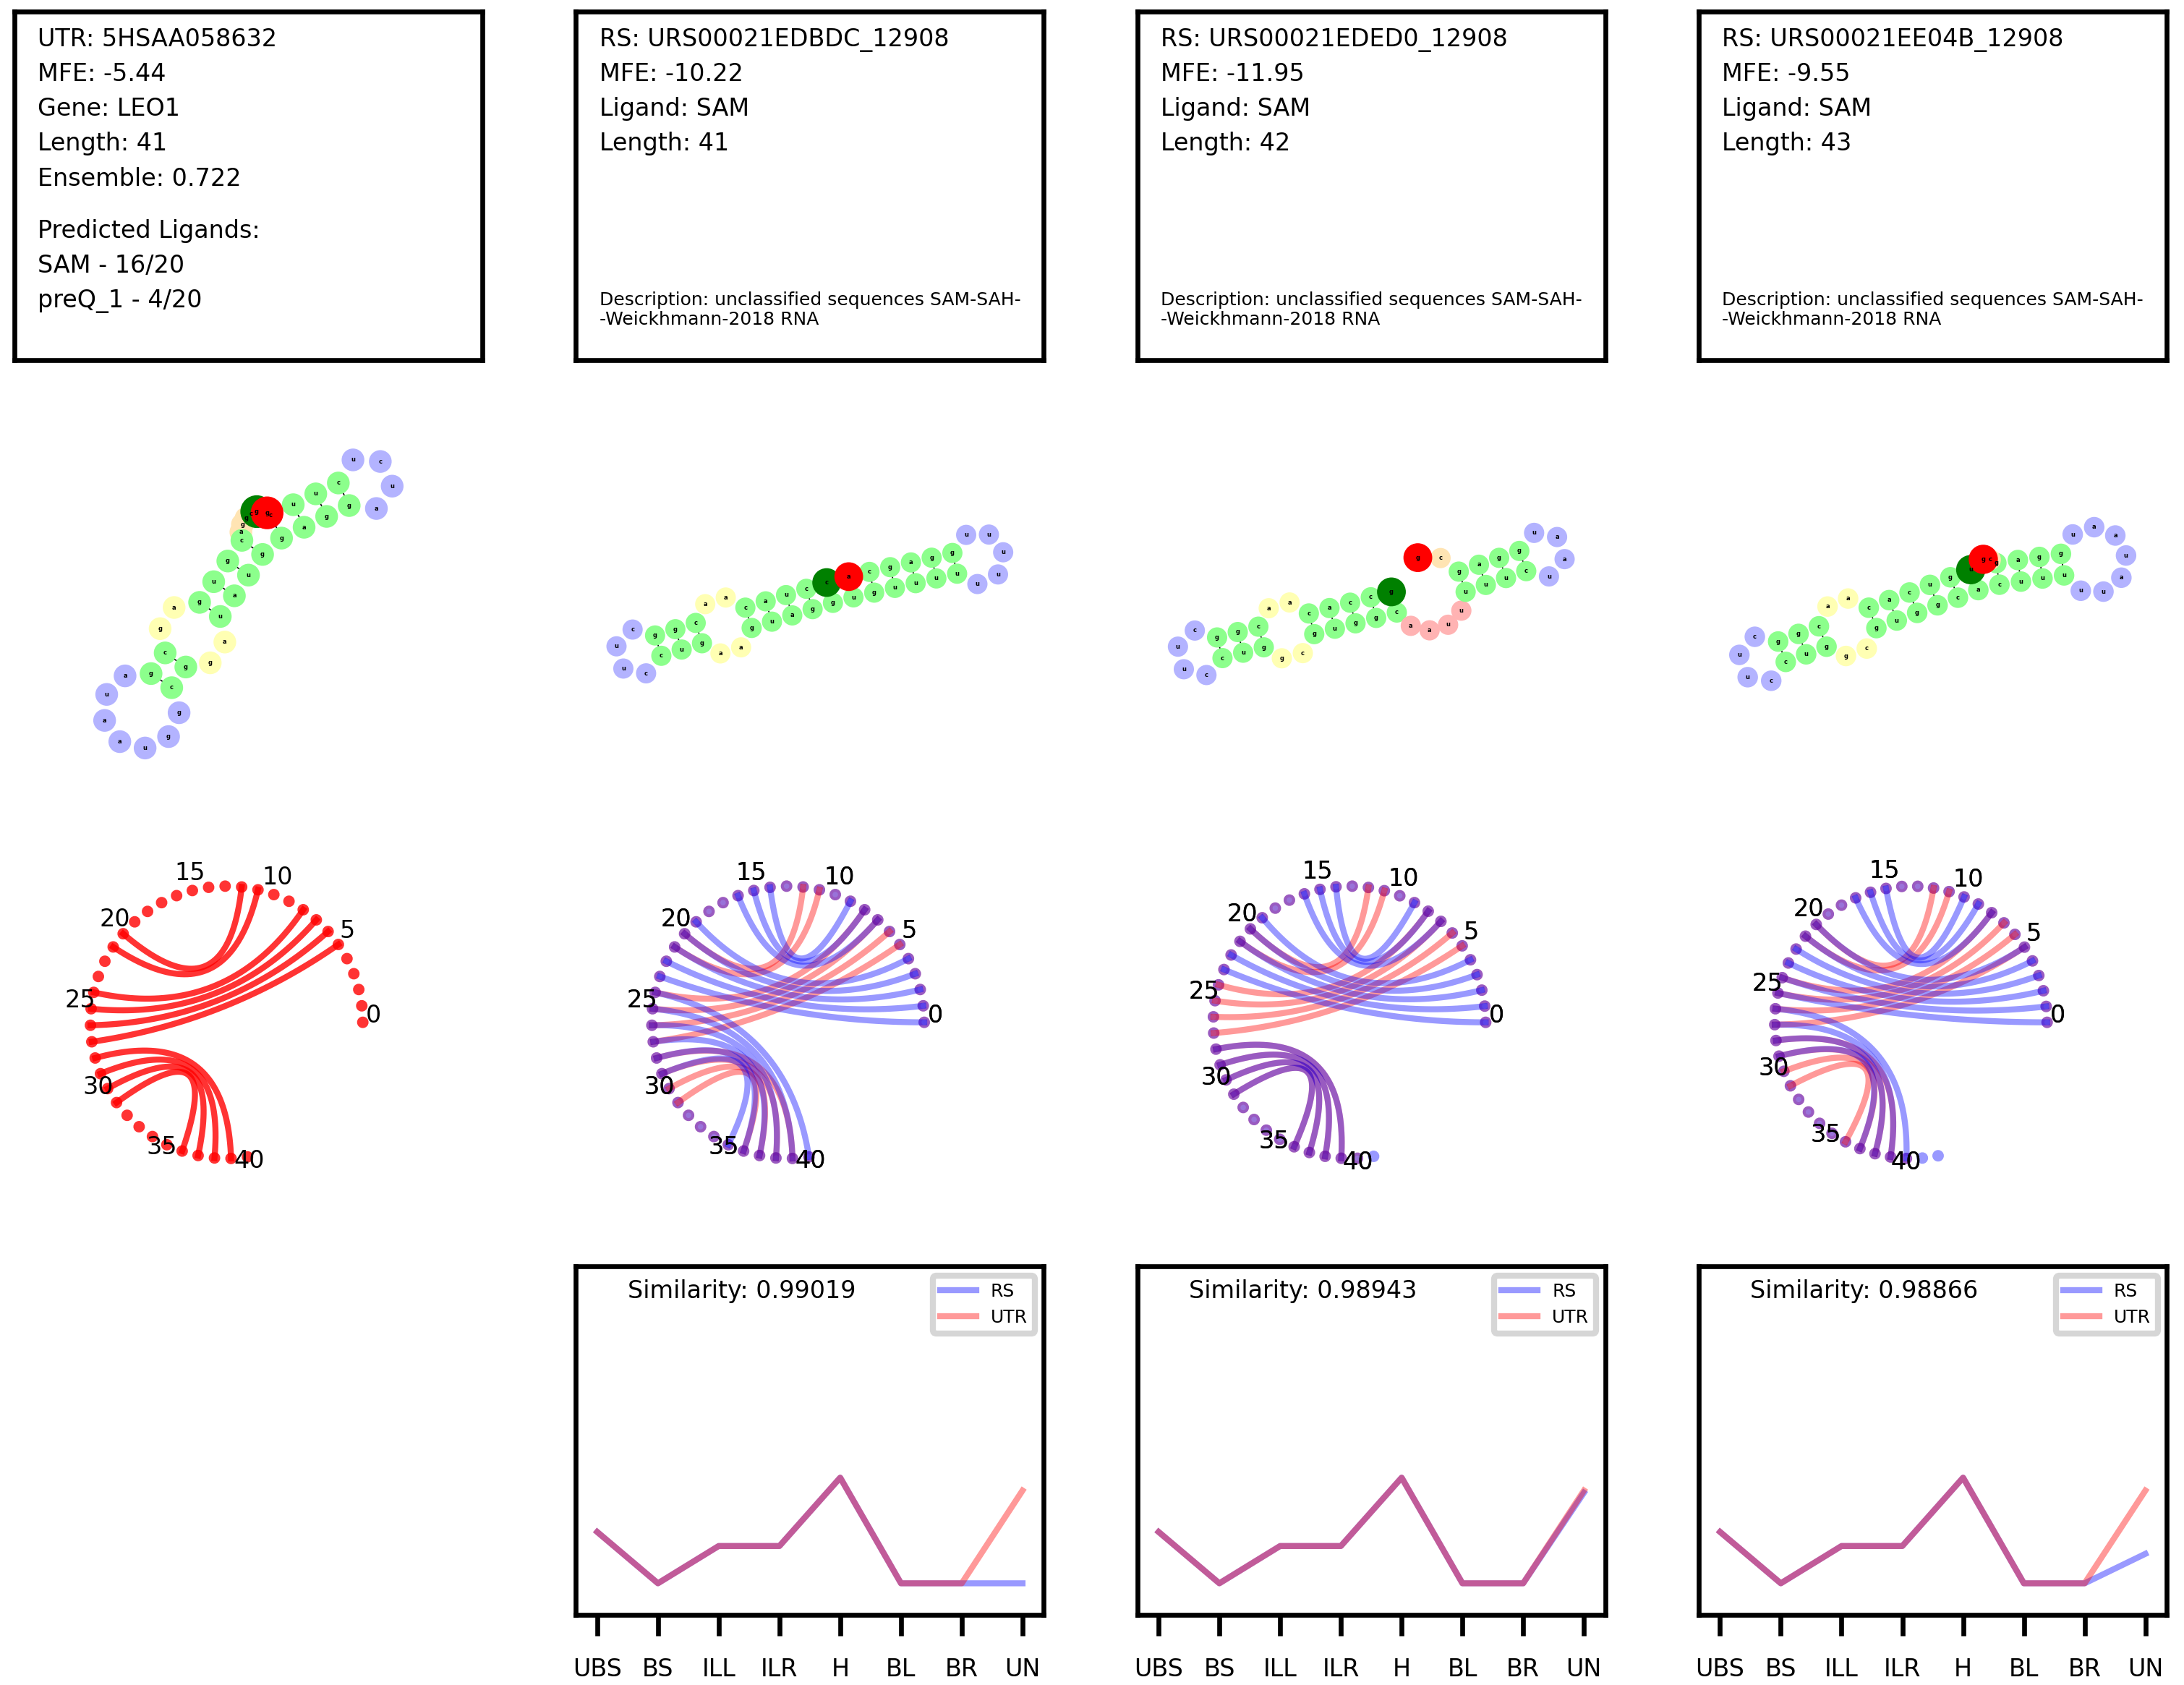 UTR: 5HSAA058632
MFE: -5.44
Gene: LEO1
Length: 41
Ensemble: 0.722
Predicted Ligands:
SAM - 16/20
preQ_1 - 4/20
RS: URS00021EDBDC_12908
MFE: -10.22
Ligand: SAM
Length: 41
Description: unclassified sequences SAM-SAH-
-Weickhmann-2018 RNA
RS: URS00021EDED0_12908
MFE: -11.95
Ligand: SAM
Length: 42
Description: unclassified sequences SAM-SAH-
-Weickhmann-2018 RNA
RS: URS00021EE04B_12908
MFE: -9.55
Ligand: SAM
Length: 43
Description: unclassified sequences SAM-SAH-
-Weickhmann-2018 RNA
0
5
10
15
20
25
30
35
40
0
5
10
15
20
25
30
35
40
0
5
10
15
20
25
30
35
40
0
5
10
15
20
25
30
35
40
Similarity: 0.99019
RS
UTR
UBS BS ILL ILR H BL BR UN
Similarity: 0.98943
RS
UTR
UBS BS ILL ILR H BL BR UN
Similarity: 0.98866
RS
UTR
UBS BS ILL ILR H BL BR UN